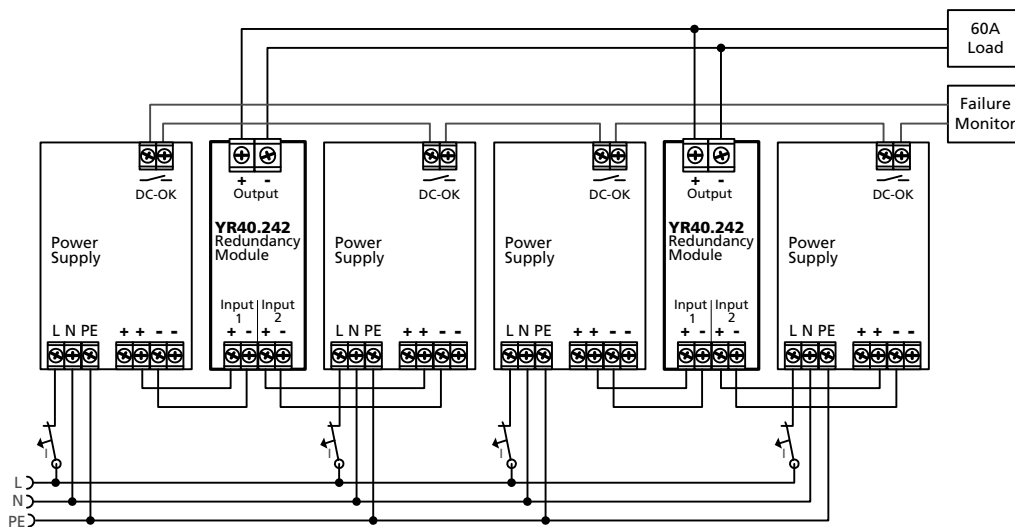 60A
Load
Failure
Monitor
DC-OK
+ -
Output
DC-OK
DC-OK
+ -
Output
DC-OK
Power
Supply
YR40.242
Redundancy
Module
Power
Supply
Power
Supply
YR40.242
Redundancy
Module
Power
Supply
L N PE
+ + - -
Input
1
Input
2
+ - + -
L N PE
+ + - -
L N PE
+ + - -
Input
1
Input
2
+ - + -
L N PE
+ + - -
I
I
I
I
L
N
PE